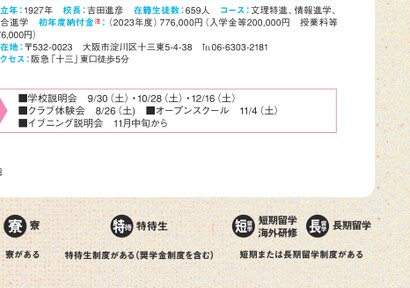 立年：1927年　校長：吉田進彦　在籍生徒数：659人　コース：文理特進、情報進学、
合進学　初年度納付金注：（2023年度）776,000円（入学金等200,000円　授業料等
76,000円）
在地：〒532-0023　大阪市淀川区十三東5-4-38　TEL06-6303-2181
クセス：阪急「十三」東口徒歩5分
■学校説明会　9/30（土）・10/28（土）・12/16（土）
■クラブ体験会　8/26（土）　■オープンスクール　11/4（土）
■イブニング説明会　11月中旬から
寮 寮
特待 特待生
短留学 短期留学
海外研修
長留学 長期留学
寮がある
特待生制度がある（奨学金制度を含む）
短期または長期留学制度がある